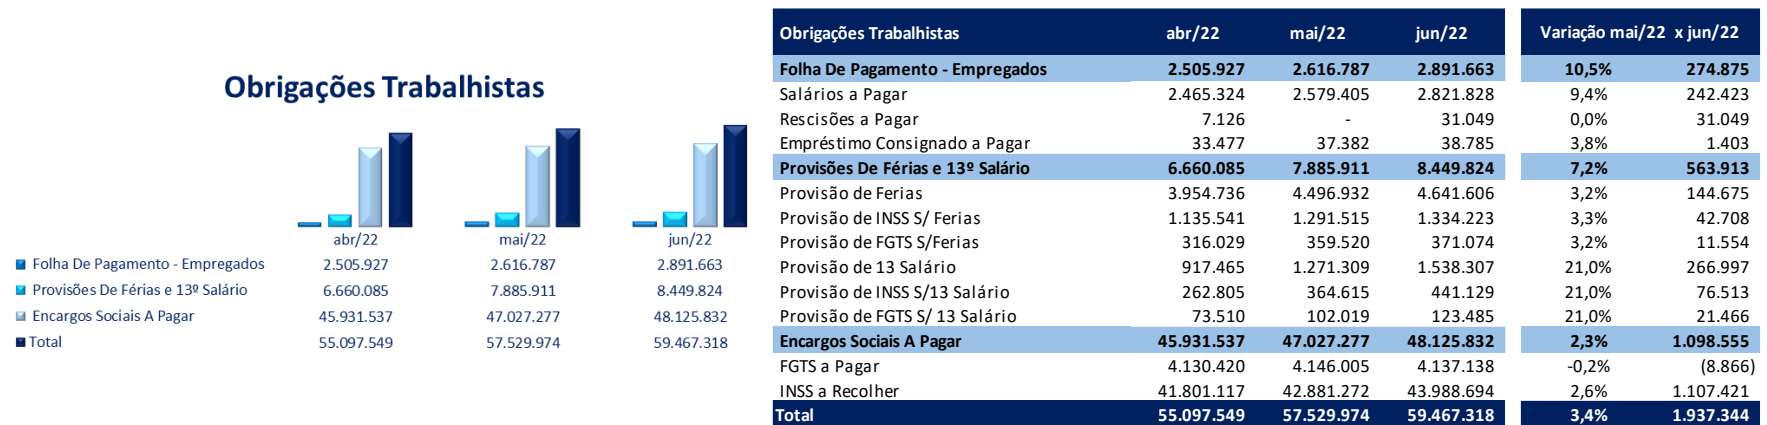 Obrigações Trabalhistas
abr/22 mai/22 jun/22
Folha De Pagamento - Empregados 2.505.927 2.616.787 2.891.663
Provisões De Férias e 13º Salário 6.660.085 7.885.911 8.449.824
Encargos Sociais A Pagar 45.931.537 47.027.277 48.125.832
Total 55.097.549 57.529.974 59.467.318
Obrigações Trabalhistas abr/22 mai/22 jun/22 Variação mai/22 x jun/22
Folha De Pagamento - Empregados 2.505.927 2.616.787 2.891.663 10,5% 274.875
Salários a Pagar 2.465.324 2.579.405 2.821.828 9,4% 242.423
Rescisões a Pagar 7.126 - 31.049 0,0% 31.049
Empréstimo Consignado a Pagar 33.477 37.382 38.785 3,8% 1.403
Provisões De Férias e 13º Salário 6.660.085 7.885.911 8.449.824 7,2% 563.913
Provisão de Ferias 3.954.736 4.496.932 4.641.606 3,2% 144.675
Provisão de INSS S/ Ferias 1.135.541 1.291.515 1.334.223 3,3% 42.708
Provisão de FGTS S/Ferias 316.029 359.520 371.074 3,2% 11.554
Provisão de 13 Salário 917.465 1.271.309 1.538.307 21,0% 266.997
Provisão de INSS S/13 Salário 262.805 364.615 441.129 21,0% 76.513
Provisão de FGTS S/ 13 Salário 73.510 102.019 123.485 21,0% 21.466
Encargos Sociais A Pagar 45.931.537 47.027.277 48.125.832 2,3% 1.098.555
FGTS a Pagar 4.130.420 4.146.005 4.137.138 -0,2% (8.866)
INSS a Recolher 41.801.117 42.881.272 43.988.694 2,6% 1.107.421
Total 55.097.549 57.529.974 59.467.318 3,4% 1.937.344